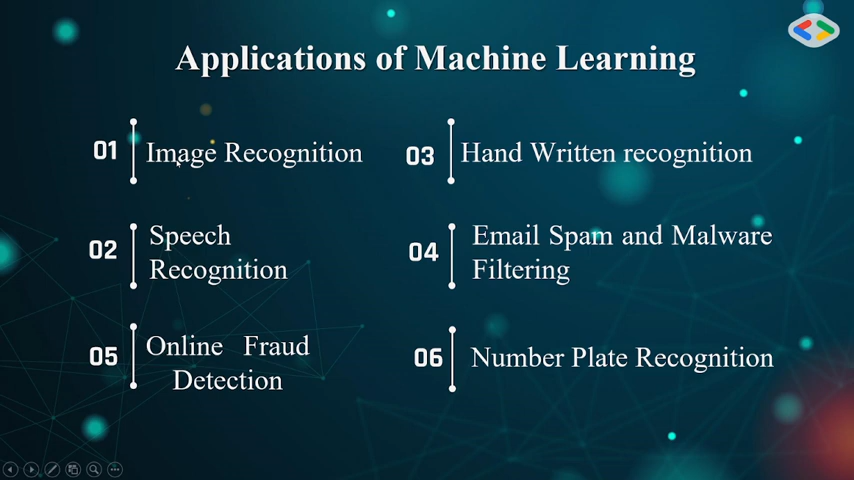 Applications of Machine Learning
01 Image Recognition
03 Hand Written recognition
02 Speech
Recognition
04 Email Spam and Malware
Filtering
05 Online Fraud
Detection
06 Number Plate Recognition